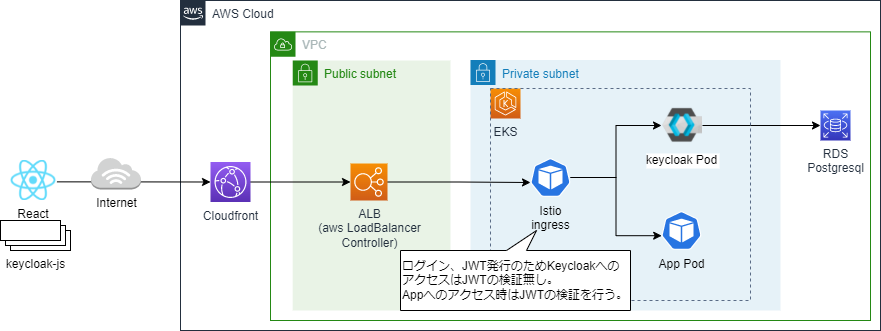 aws
AWS Cloud
VPC
Public subnet
Private subnet
EKS
keycloak Pod
RDS
Postgresql
React
Internet
Cloudfront
ALB
(aws LoadBalancer
Controller)
Istio
ingress
App Pod
keycloak-js
ログイン、JWT発行のためKeycloakへの
アクセスはJWTの検証無し。
Appへのアクセス時はJWTの検証を行う。